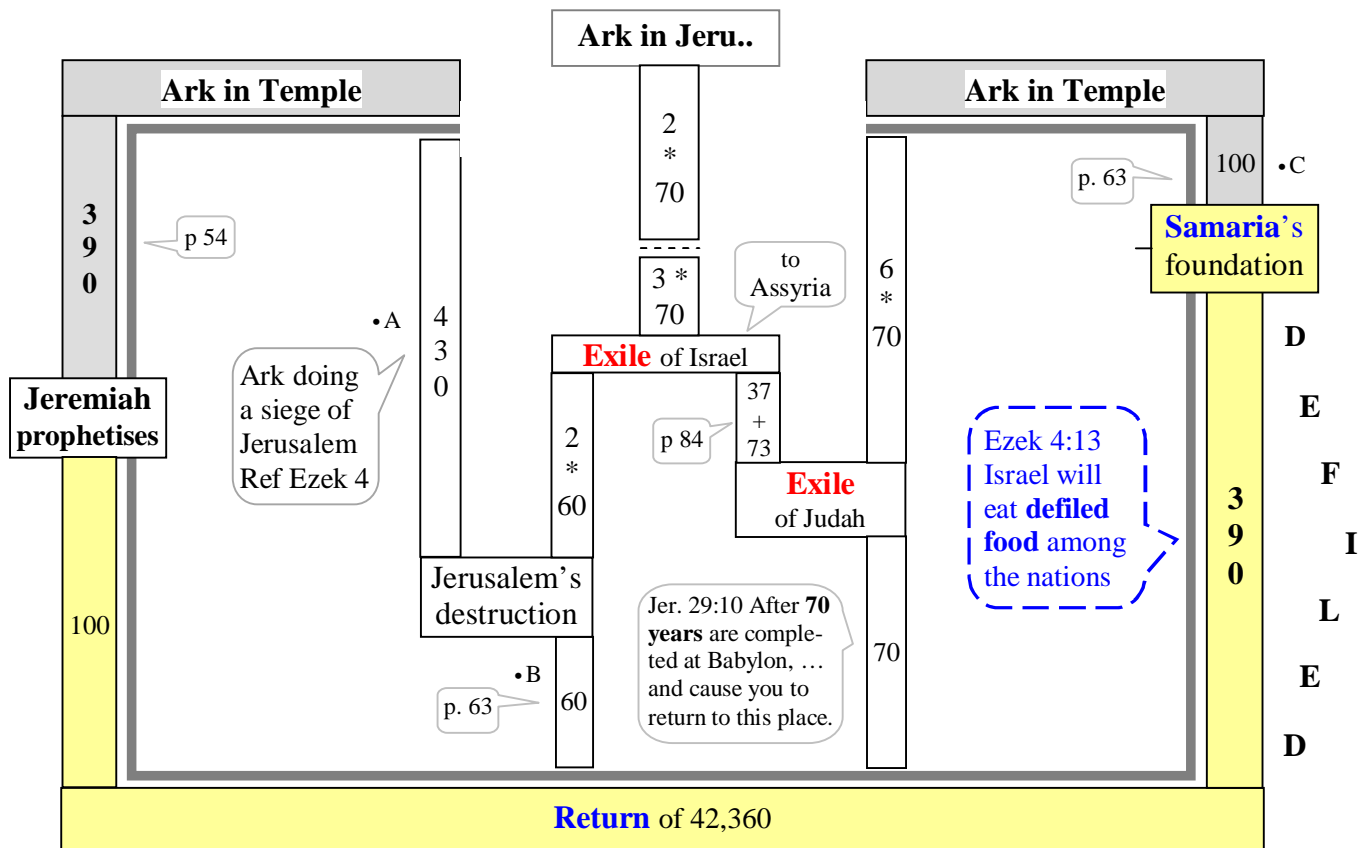 Ark in Jeru..
Ark in Temple
Ark in Temple
2
*
70
100
•C
p. 63
3
9
0
p 54
Samaria’s
foundation
to
Assyria
3 *
70
6
*
70
•A
4
3
0
D
Exile of Israel
Ark doing
a siege of
Jerusalem
Ref Ezek 4
Jeremiah
prophetises
37
+
73
p 84
E
2
*
60
Ezek 4:13
Israel will
eat defiled
food among
the nations
F
Exile
of Judah
3
9
0
I
Jerusalem’s
destruction
Jer. 29:10 After 70
years are comple-
ted at Babylon, …
and cause you to
return to this place.
L
100
70
•B
E
p. 63
60
D
Return of 42,360